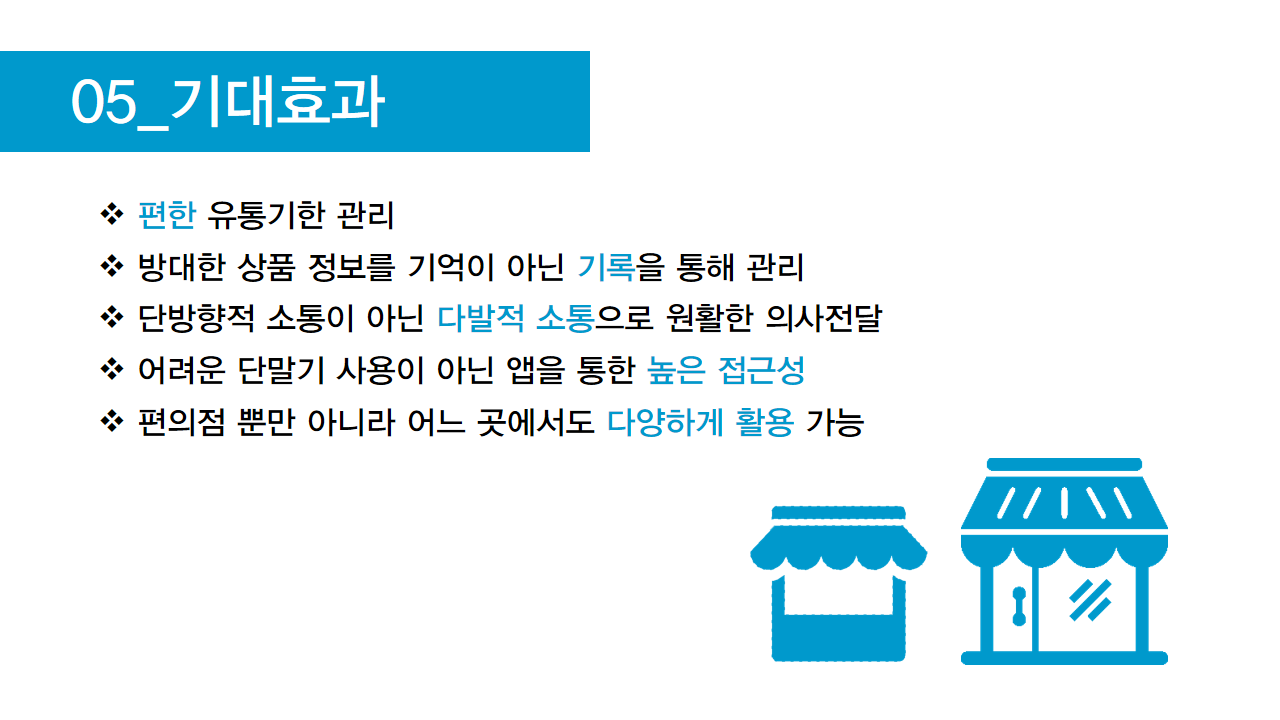 05_기대효과
❖ 편한 유통기한 관리
❖ 방대한 상품 정보를 기억이 아닌 기록을 통해 관리
❖ 단방향적 소통이 아닌 다발적 소통으로 원활한 의사전달
❖ 어려운 단말기 사용이 아닌 앱을 통한 높은 접근성
❖ 편의점 뿐만 아니라 어느 곳에서도 다양하게 활용 가능